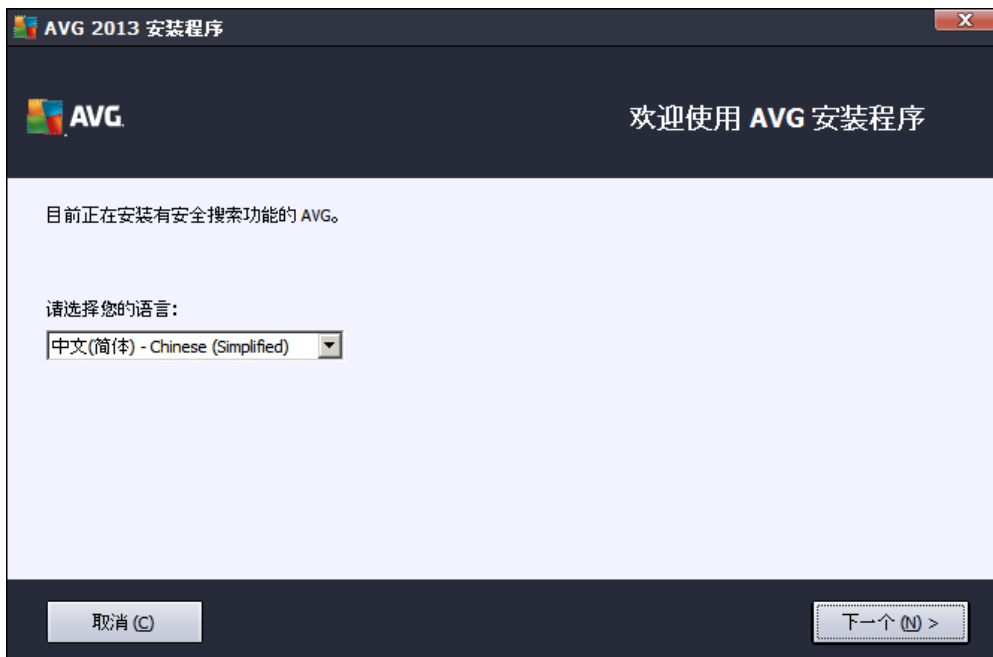 AVG 2013 安装程序
AVG.
欢迎使用 AVG 安装程序
目前正在安装有安全搜索功能的 AVG。
请选择您的语言:
中文(简体) - Chinese (Simplified)
取消 (C)
下一个 (N) >